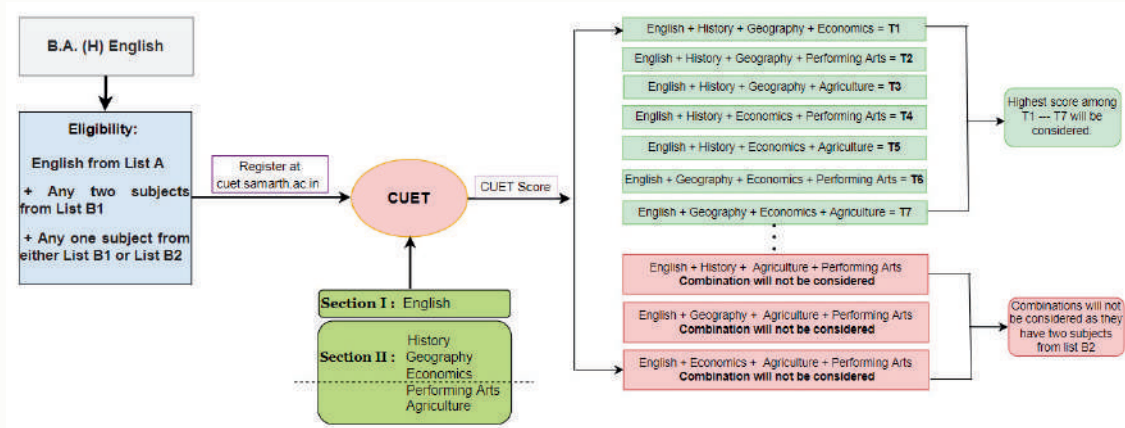 B.A. (H) English
Eligibility:
English from List A
+ Any two subjects
from List B1
+ Any one subject from
either List B1 or List B2
Register at
cuet.samarth.ac.in
CUET
CUET Score
Section I : English
Section II :
History
Geography
Economics
Performing Arts
Agriculture
English + History + Geography + Economics = T1
English + History + Geography + Performing Arts = T2
English + History + Geography + Agriculture = T3
English + History + Economics + Performing Arts = T4
English + History + Economics + Agriculture = T5
English + Geography + Economics + Performing Arts = T6
English + Geography + Economics + Agriculture = T7
Highest score among
T1 --- T7 will be
considered.
English + History + Agriculture + Performing Arts
Combination will not be considered
English + Geography + Agriculture + Performing Arts
Combination will not be considered
English + Economics + Agriculture + Performing Arts
Combination will not be considered
Combinations will not
be considered as they
have two subjects
from list B2